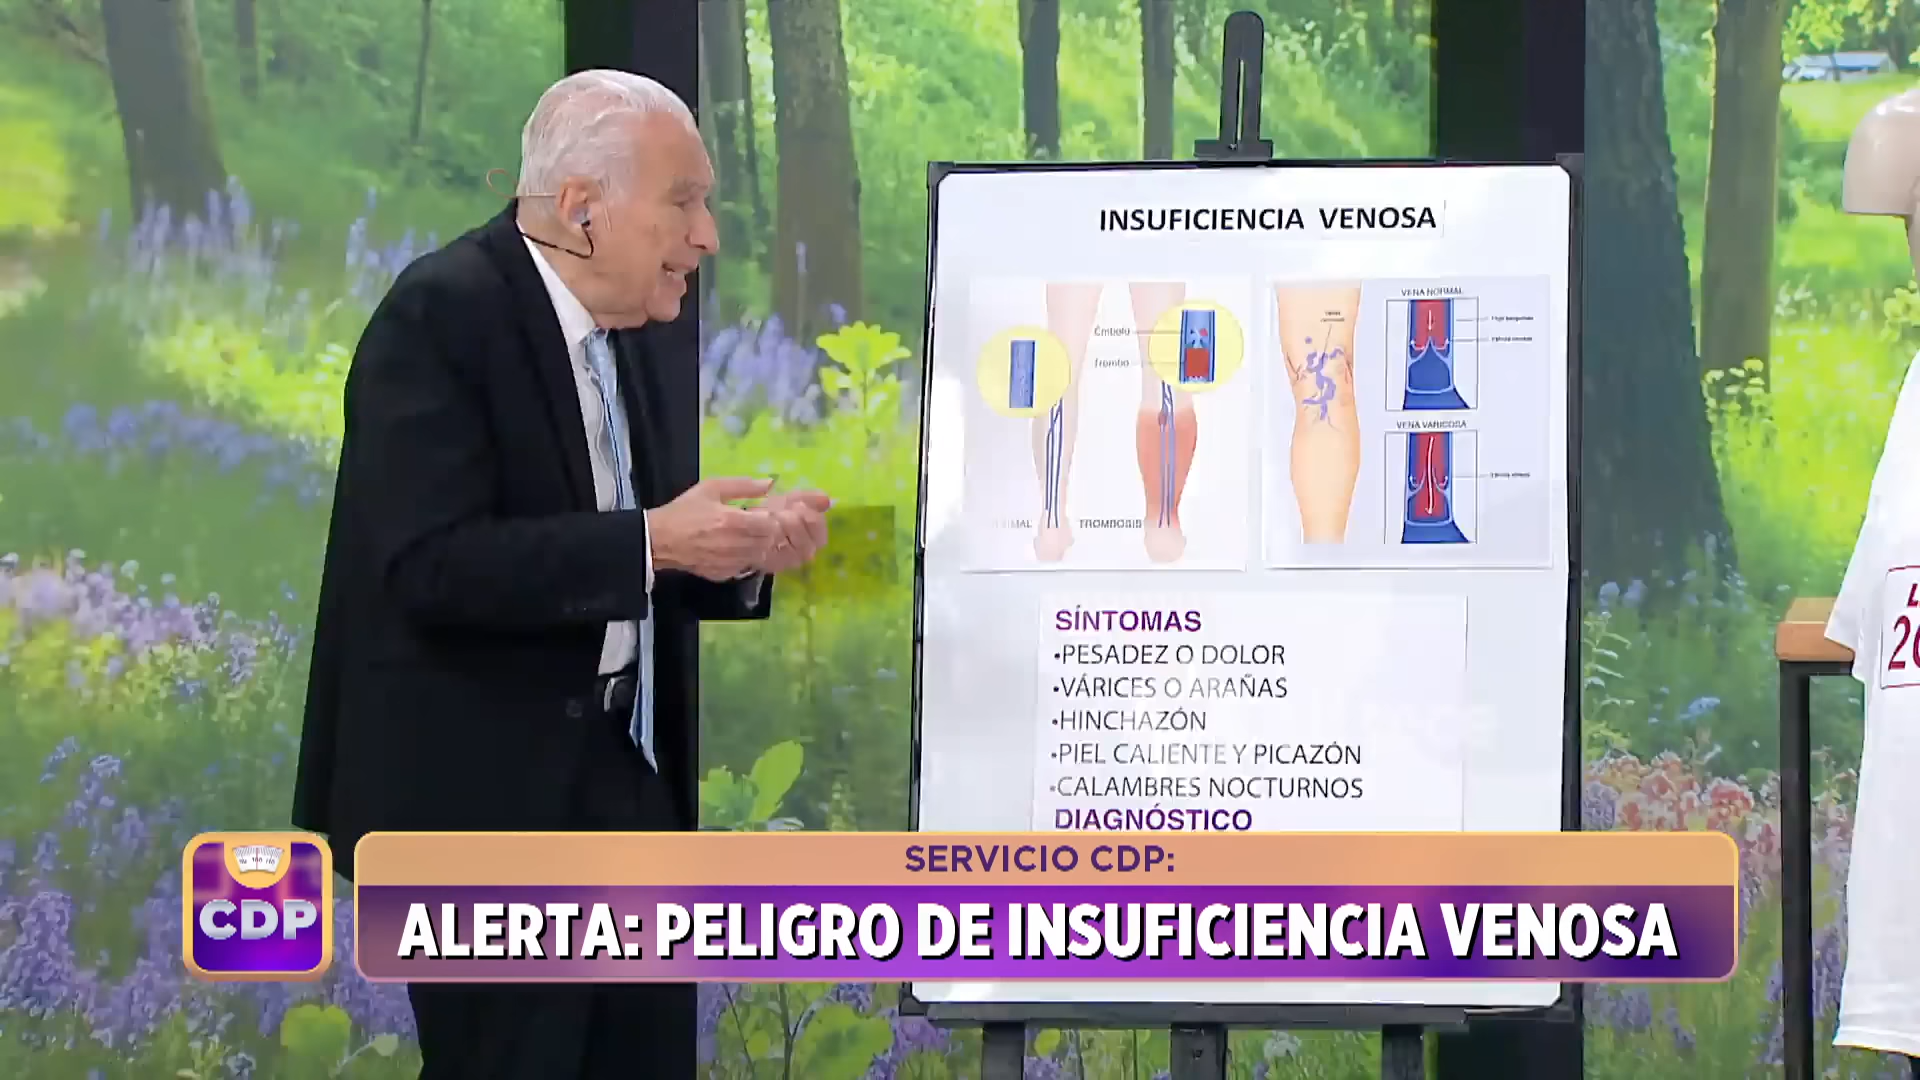 INSUFICIENCIA VENOSA
Émbolo
Trombo
TROMBOSIS
VENA NORMAL
VENA VARICOSA
SÍNTOMAS
•PESADEZ O DOLOR
•VÁRICES O ARAÑAS
•HINCHAZÓN
•PIEL CALIENTE Y PICAZÓN
•CALAMBRES NOCTURNOS
DIAGNÓSTICO
SERVICIO CDP:
CDP
ALERTA: PELIGRO DE INSUFICIENCIA VENOSA